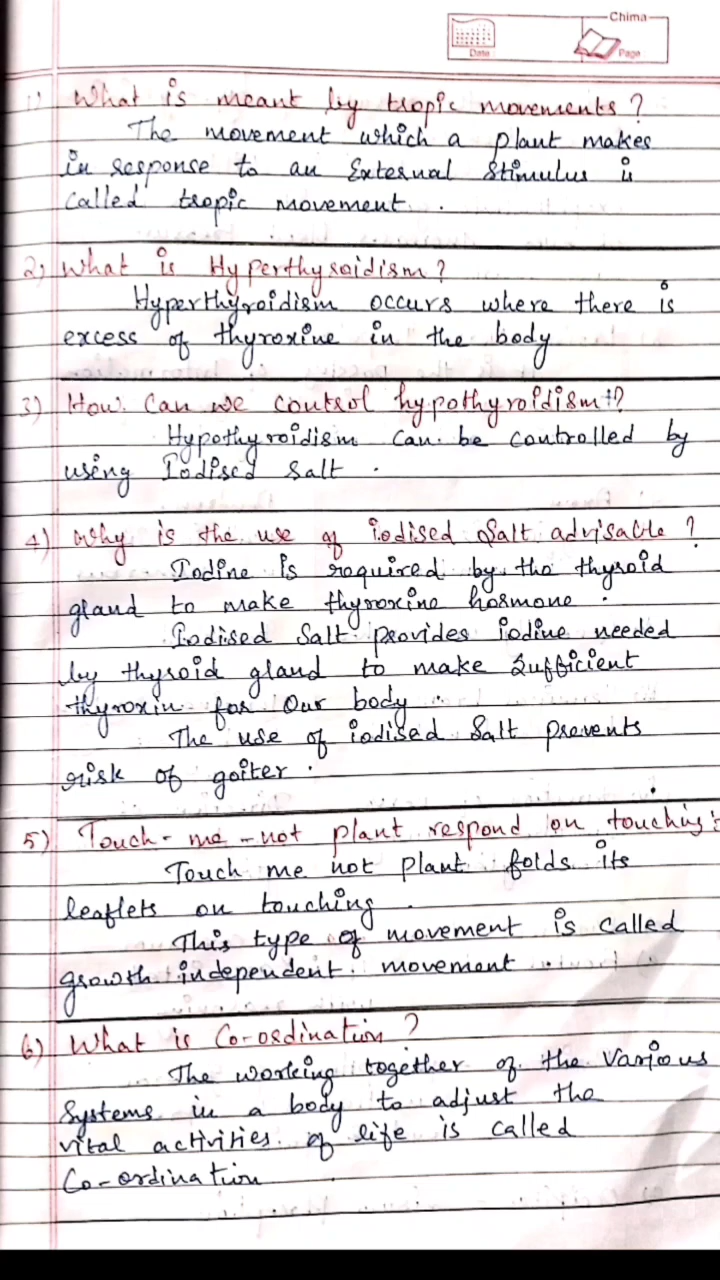 Chima
Date
Page
1) What is meant by tropic movements?
The movement which a plant makes
in response to an External Stimulus is
Called tropic movement.
2) What is Hyperthyroidism?
Hyperthyroidism occurs where there is
excess of thyroxine in the body
3) How Can we control hypothyroidism?
Hypothyroidism can be controlled by
using Iodised Salt.
4) Why is the use of iodised Salt advisable?
Iodine is required by the thyroid
gland to make thyroxine hormone.
Iodised Salt provides iodine needed
by thyroid gland to make Sufficient
thyroxin for Our body.
The use of iodised Salt prevents
risk of goiter.
5) Touch-me-not plant respond on touching?
Touch me not plant folds its
leaflets on touching.
This type of movement is called
growth independent movement
6) What is Co-ordination?
The working together of the Various
Systems in a body to adjust the
vital activities of life is called
Co-ordination